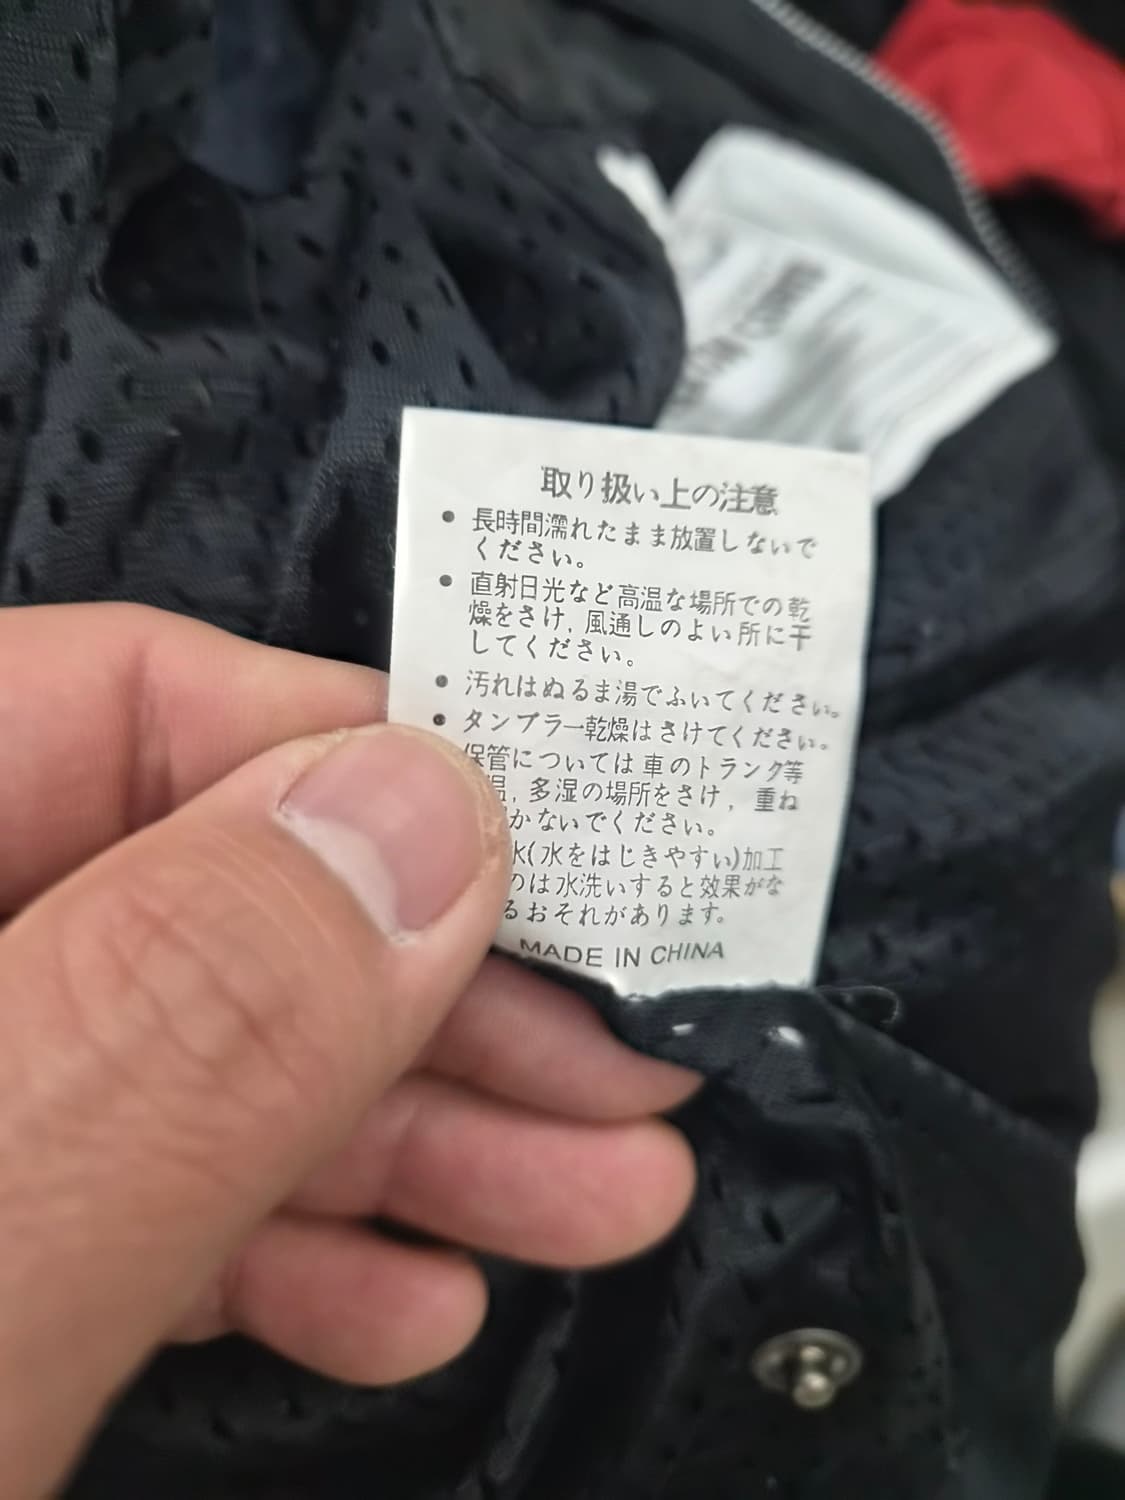 取り扱い上の注意
● 長時間濡れたまま放置しないで
ください。
● 直射日光など高温な場所での乾
燥をさけ, 風通しのよい所に干
してください。
● 汚れはぬるま湯でふいてください。
● タンブラー乾燥はさけてください。
保管については車のトランク等
温, 多湿の場所をさけ, 重ね
かないでください。
水(水をはじきやすい)加工
のは水洗いすると効果がな
るおそれがあります。
MADE IN CHINA